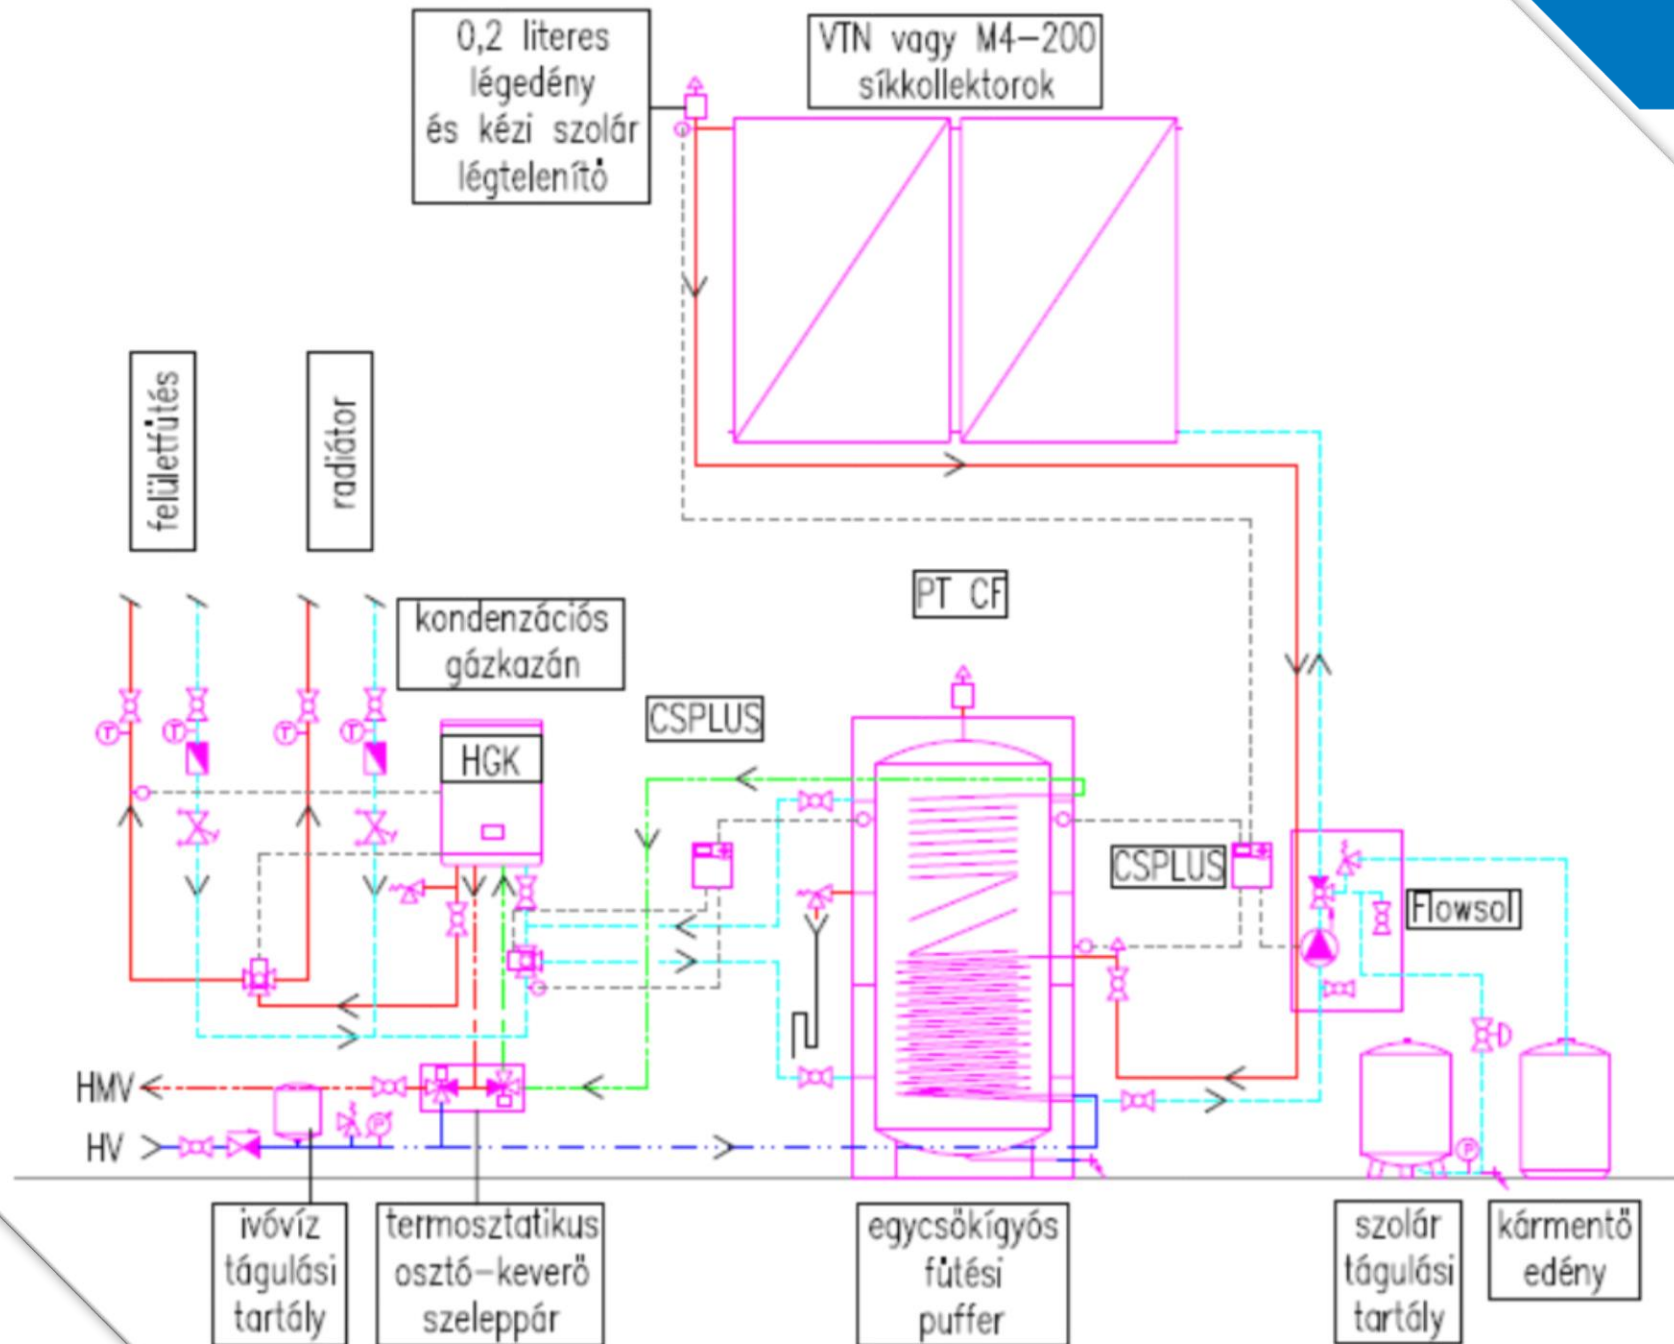 0,2 literes
légedény
és kézi szolár
légtelenítő
VTN vagy M4-200
síkkollektorok
felületfűtés
radiátor
kondenzációs
gázkazán
PT CF
CSPLUS
HGK
T
T
T
T
CSPLUS
Flowsol
HMV
P
HV
P
ivóvíz
tágulási
tartály
termosztatikus
osztó-keverő
szeleppár
egycsőkígyós
fűtési
puffer
szolár
tágulási
tartály
kármentő
edény